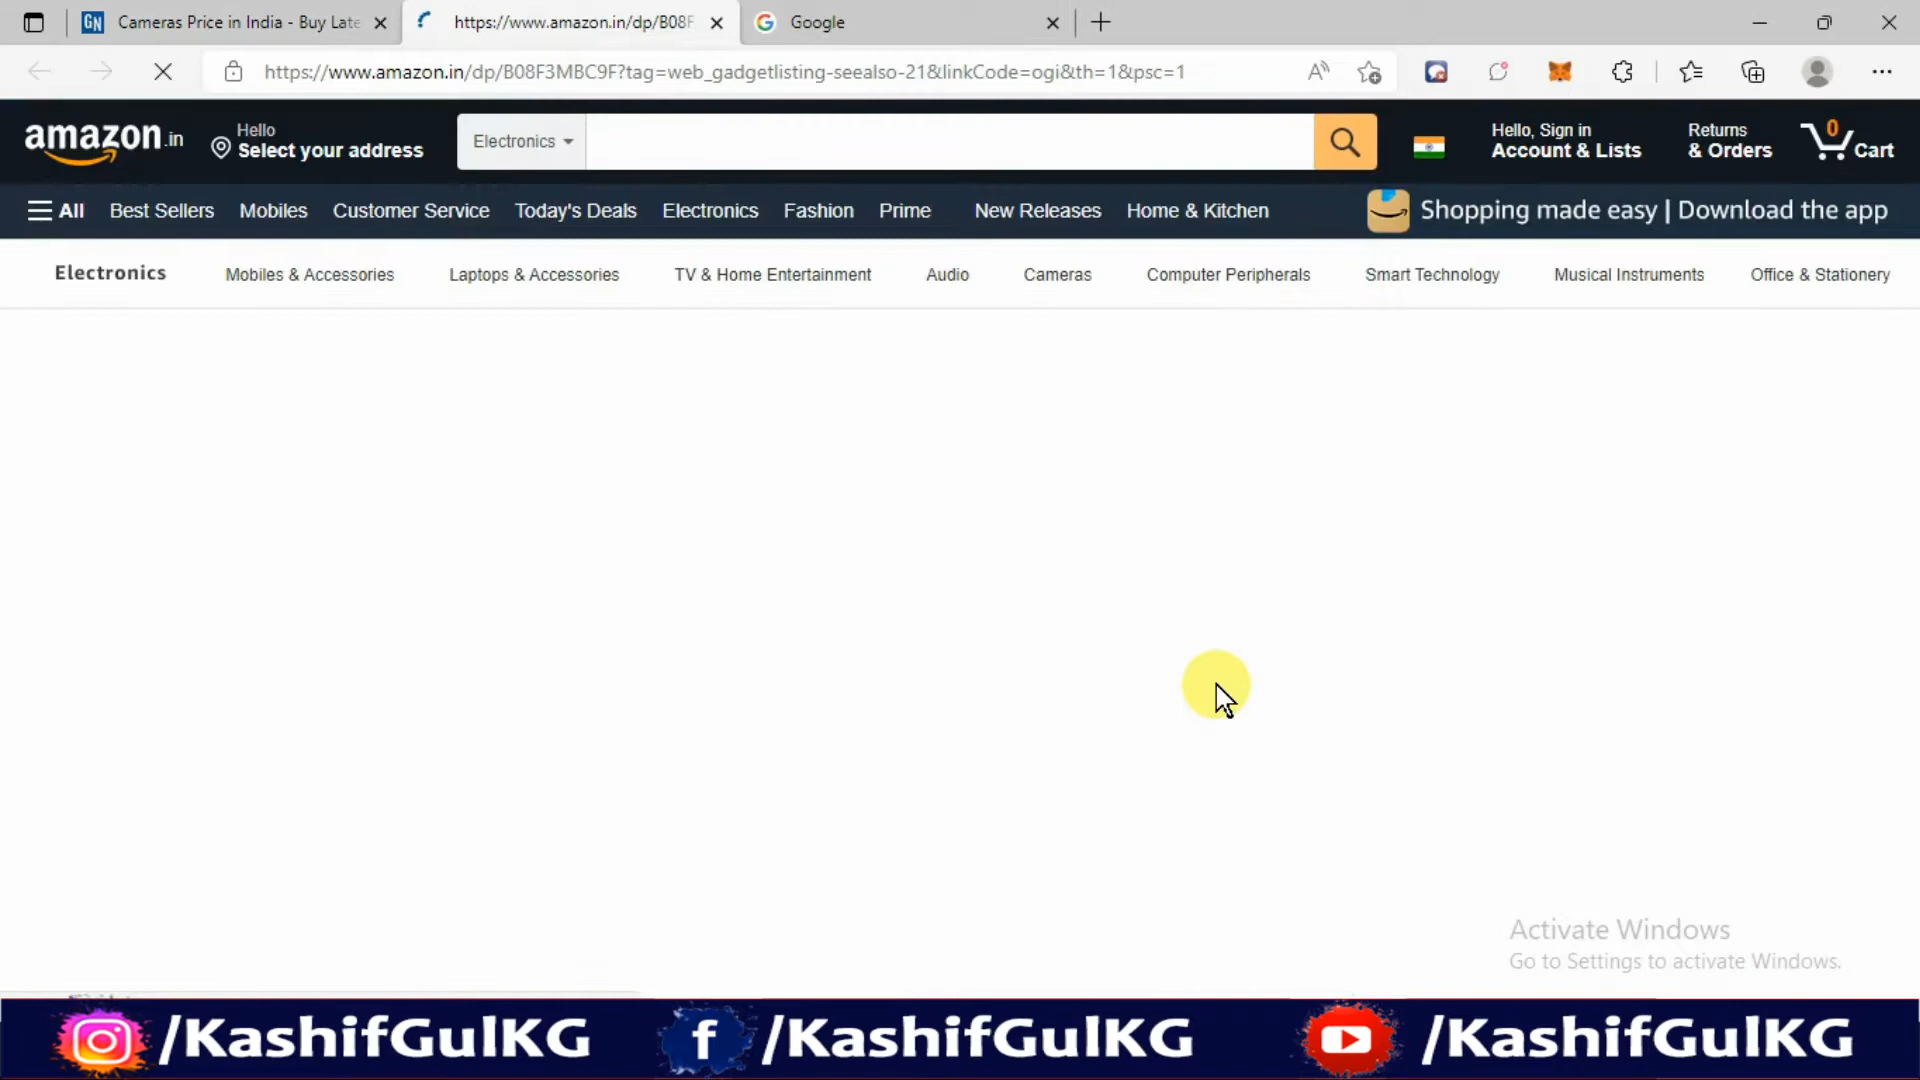 GN Cameras Price in India - Buy Late
https://www.amazon.in/dp/B08F
Google
https://www.amazon.in/dp/B08F3MBC9F?tag=web_gadgetlisting-seealso-21&linkCode=ogi&th=1&psc=1
amazon.in
Hello
Select your address
Electronics
Hello, Sign in
Account & Lists
Returns
& Orders
0
Cart
All Best Sellers Mobiles Customer Service Today's Deals Electronics Fashion Prime New Releases Home & Kitchen
Shopping made easy | Download the app
Electronics Mobiles & Accessories Laptops & Accessories TV & Home Entertainment Audio Cameras Computer Peripherals Smart Technology Musical Instruments Office & Stationery
Activate Windows
Go to Settings to activate Windows.
/KashifGulKG f /KashifGulKG /KashifGulKG